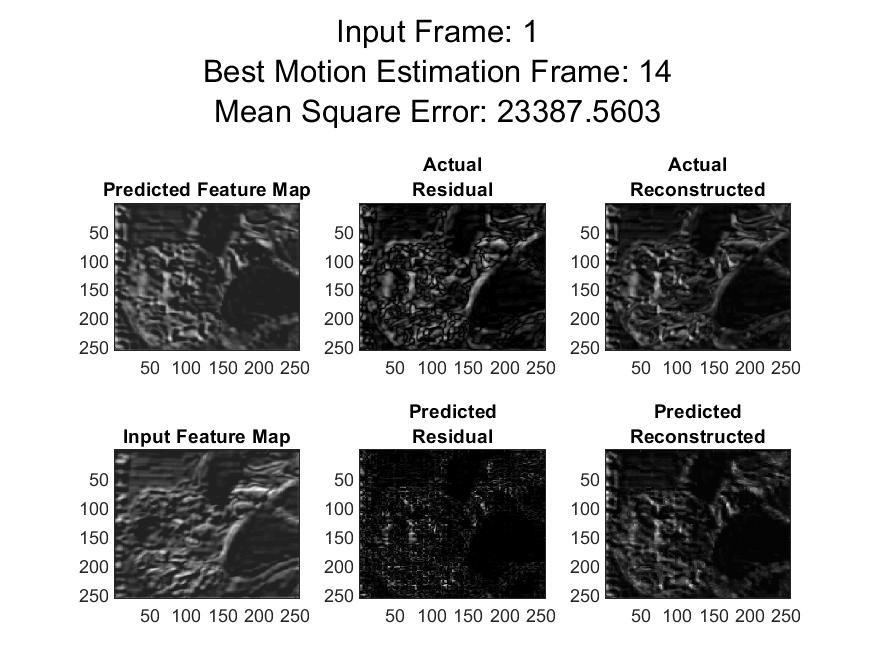 Input Frame: 1
Best Motion Estimation Frame: 14
Mean Square Error: 23387.5603
Predicted Feature Map
50
100
150
200
250
50 100 150 200 250
Actual
Residual
50
100
150
200
250
50 100 150 200 250
Actual
Reconstructed
50
100
150
200
250
50 100 150 200 250
Input Feature Map
50
100
150
200
250
50 100 150 200 250
Predicted
Residual
50
100
150
200
250
50 100 150 200 250
Predicted
Reconstructed
50
100
150
200
250
50 100 150 200 250